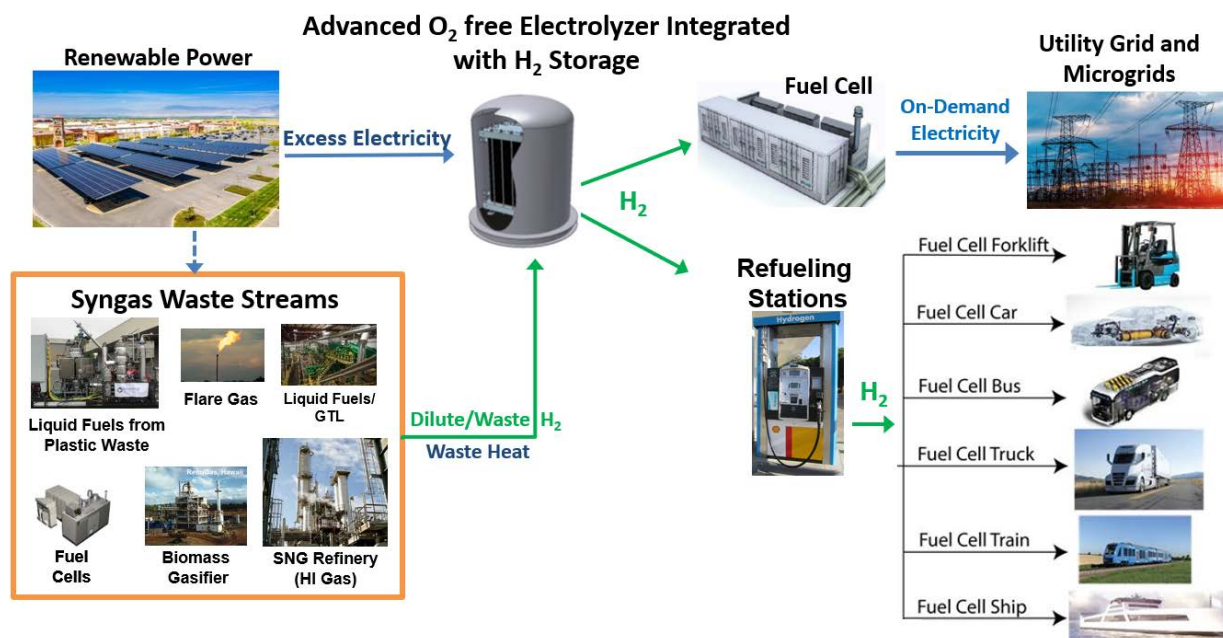 Advanced O₂ free Electrolyzer Integrated
with H₂ Storage
Renewable Power
Excess Electricity
Fuel Cell
On-Demand
Electricity
Utility Grid and
Microgrids
H₂
Syngas Waste Streams
Liquid Fuels from
Plastic Waste
Flare Gas
Liquid Fuels/
GTL
Fuel
Cells
Biomass
Gasifier
SNG Refinery
(HI Gas)
Dilute/Waste H₂
Waste Heat
Refueling
Stations
Hydrogen
H₂
Fuel Cell Forklift
Fuel Cell Car
Fuel Cell Bus
Fuel Cell Truck
Fuel Cell Train
Fuel Cell Ship